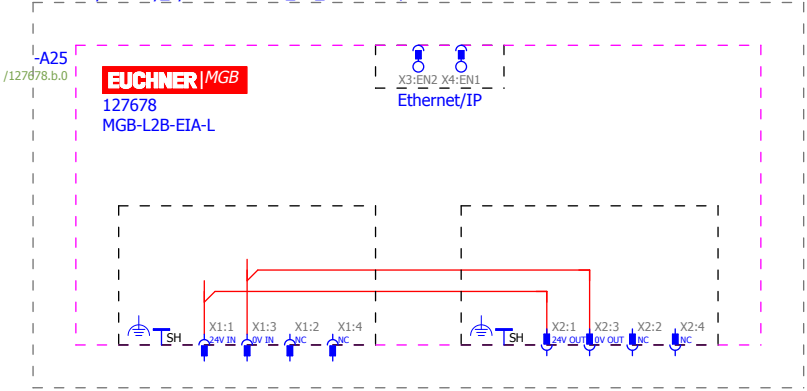 -A25
/127678.b.0
EUCHNER|MGB
127678
MGB-L2B-EIA-L
X3:EN2 X4:EN1
Ethernet/IP
SH X1:1 X1:3 X1:2 X1:4
24V IN 0V IN NC NC
SH X2:1 X2:3 X2:2 X2:4
24V OUT 0V OUT NC NC